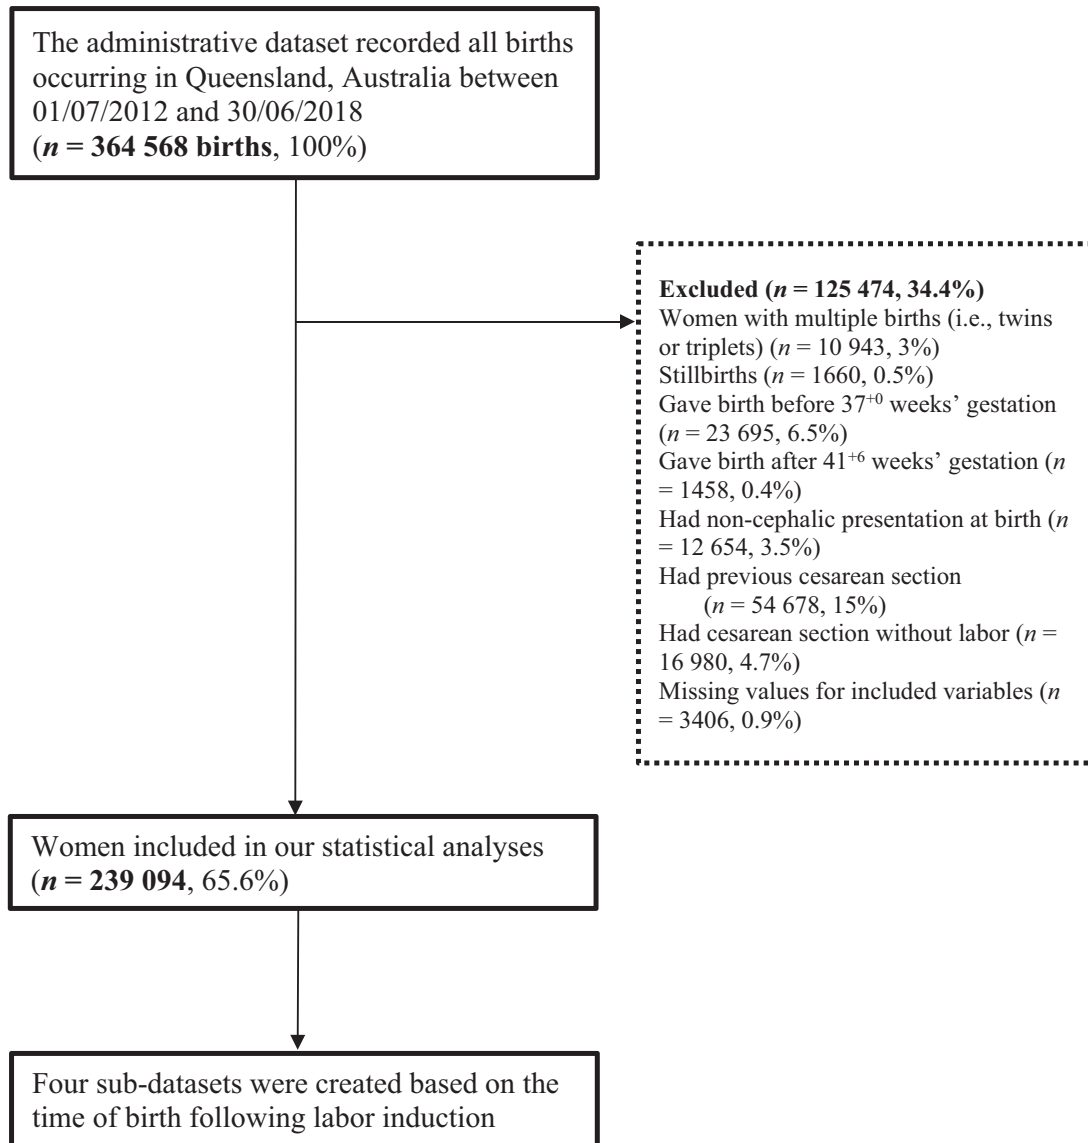 The administrative dataset recorded all births
occurring in Queensland, Australia between
01/07/2012 and 30/06/2018
(n = 364 568 births, 100%)
Excluded (n = 125 474, 34.4%)
Women with multiple births (i.e., twins
or triplets) (n = 10 943, 3%)
Stillbirths (n = 1660, 0.5%)
Gave birth before 37⁺⁰ weeks’ gestation
(n = 23 695, 6.5%)
Gave birth after 41⁺⁶ weeks’ gestation (n
= 1458, 0.4%)
Had non-cephalic presentation at birth (n
= 12 654, 3.5%)
Had previous cesarean section
(n = 54 678, 15%)
Had cesarean section without labor (n =
16 980, 4.7%)
Missing values for included variables (n
= 3406, 0.9%)
Women included in our statistical analyses
(n = 239 094, 65.6%)
Four sub-datasets were created based on the
time of birth following labor induction